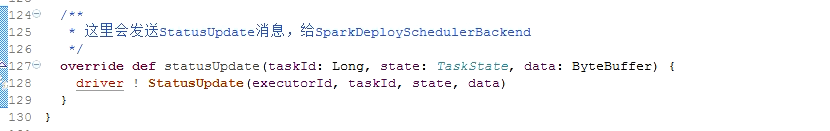 124 /**
125 * 这里会发送StatusUpdate消息，给SparkDeploySchedulerBackend
126 */
127 override def statusUpdate(taskId: Long, state: TaskState, data: ByteBuffer) {
128 driver ! StatusUpdate(executorId, taskId, state, data)
129 }
130 }